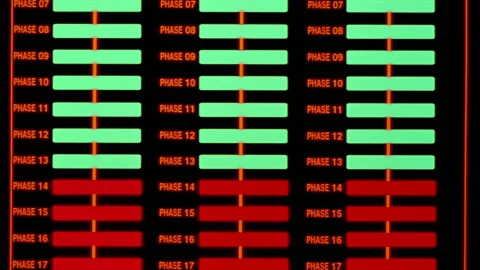 PHASE 07 PHASE 07 PHASE 07
PHASE 08 PHASE 08 PHASE 08
PHASE 09 PHASE 09 PHASE 09
PHASE 10 PHASE 10 PHASE 10
PHASE 11 PHASE 11 PHASE 11
PHASE 12 PHASE 12 PHASE 12
PHASE 13 PHASE 13 PHASE 13
PHASE 14 PHASE 14 PHASE 14
PHASE 15 PHASE 15 PHASE 15
PHASE 16 PHASE 16 PHASE 16
PHASE 17 PHASE 17 PHASE 17